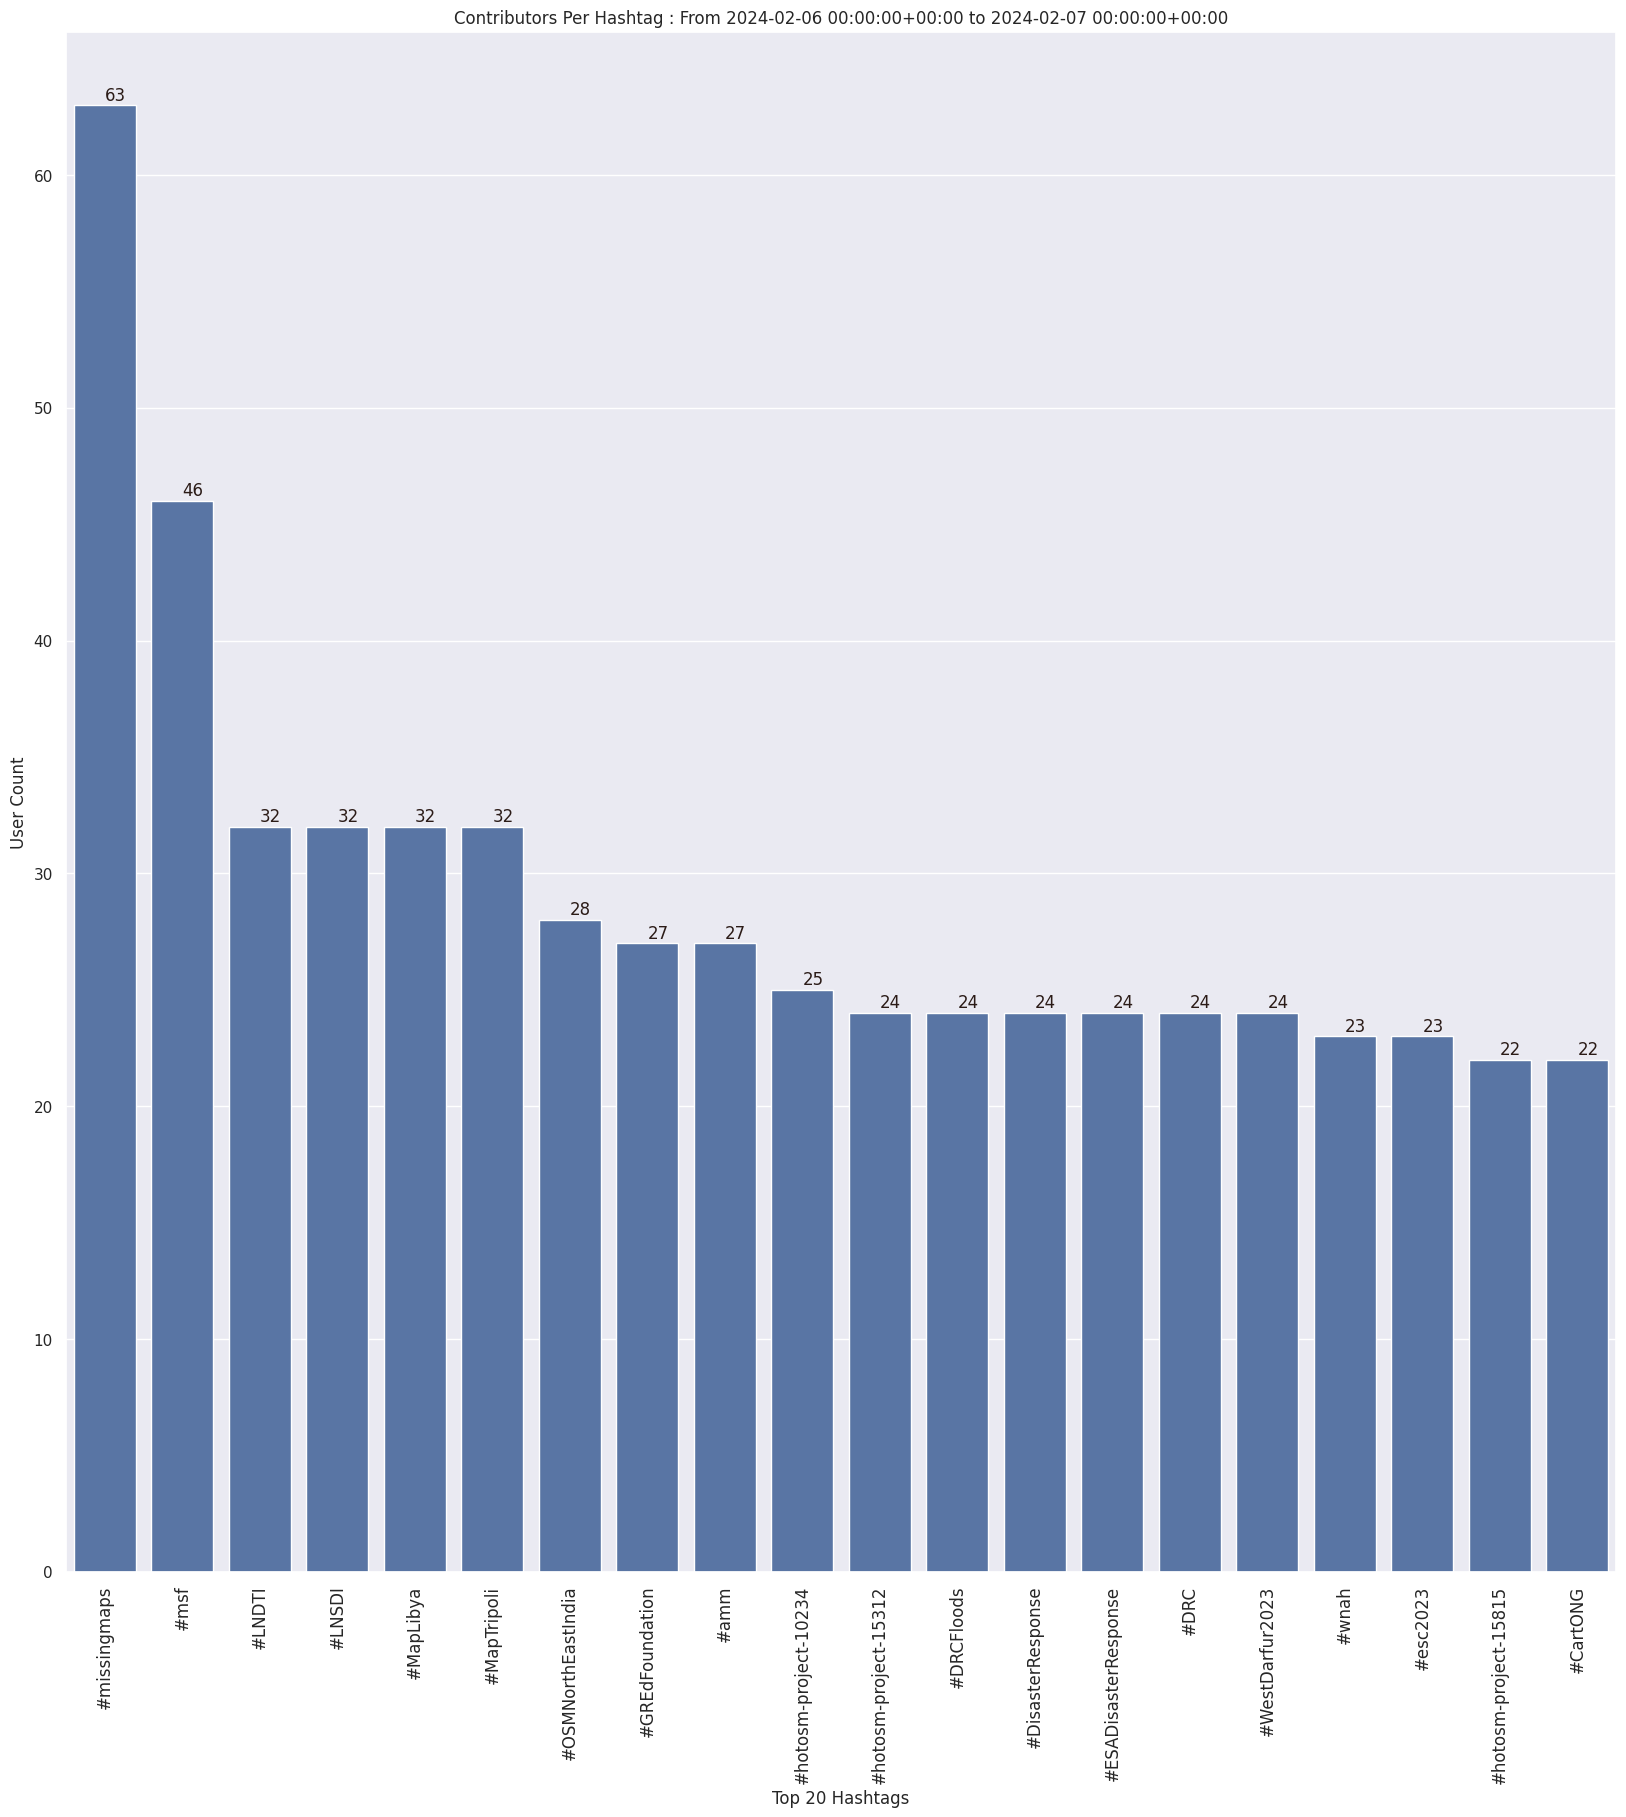 Contributors Per Hashtag : From 2024-02-06 00:00:00+00:00 to 2024-02-07 00:00:00+00:00
User Count
60
50
40
30
20
10
0
63
46
32
32
32
32
28
27
27
25
24
24
24
24
24
24
23
23
22
22
#missingmaps
#msf
#LNDTI
#LNSDI
#MapLibya
#MapTripoli
#OSMNorthEastIndia
#GREdFoundation
#amm
#hotosm-project-10234
#hotosm-project-15312
#DRCFloods
#DisasterResponse
#ESADisasterResponse
#DRC
#WestDarfur2023
#wnah
#esc2023
#hotosm-project-15815
#CartONG
Top 20 Hashtags